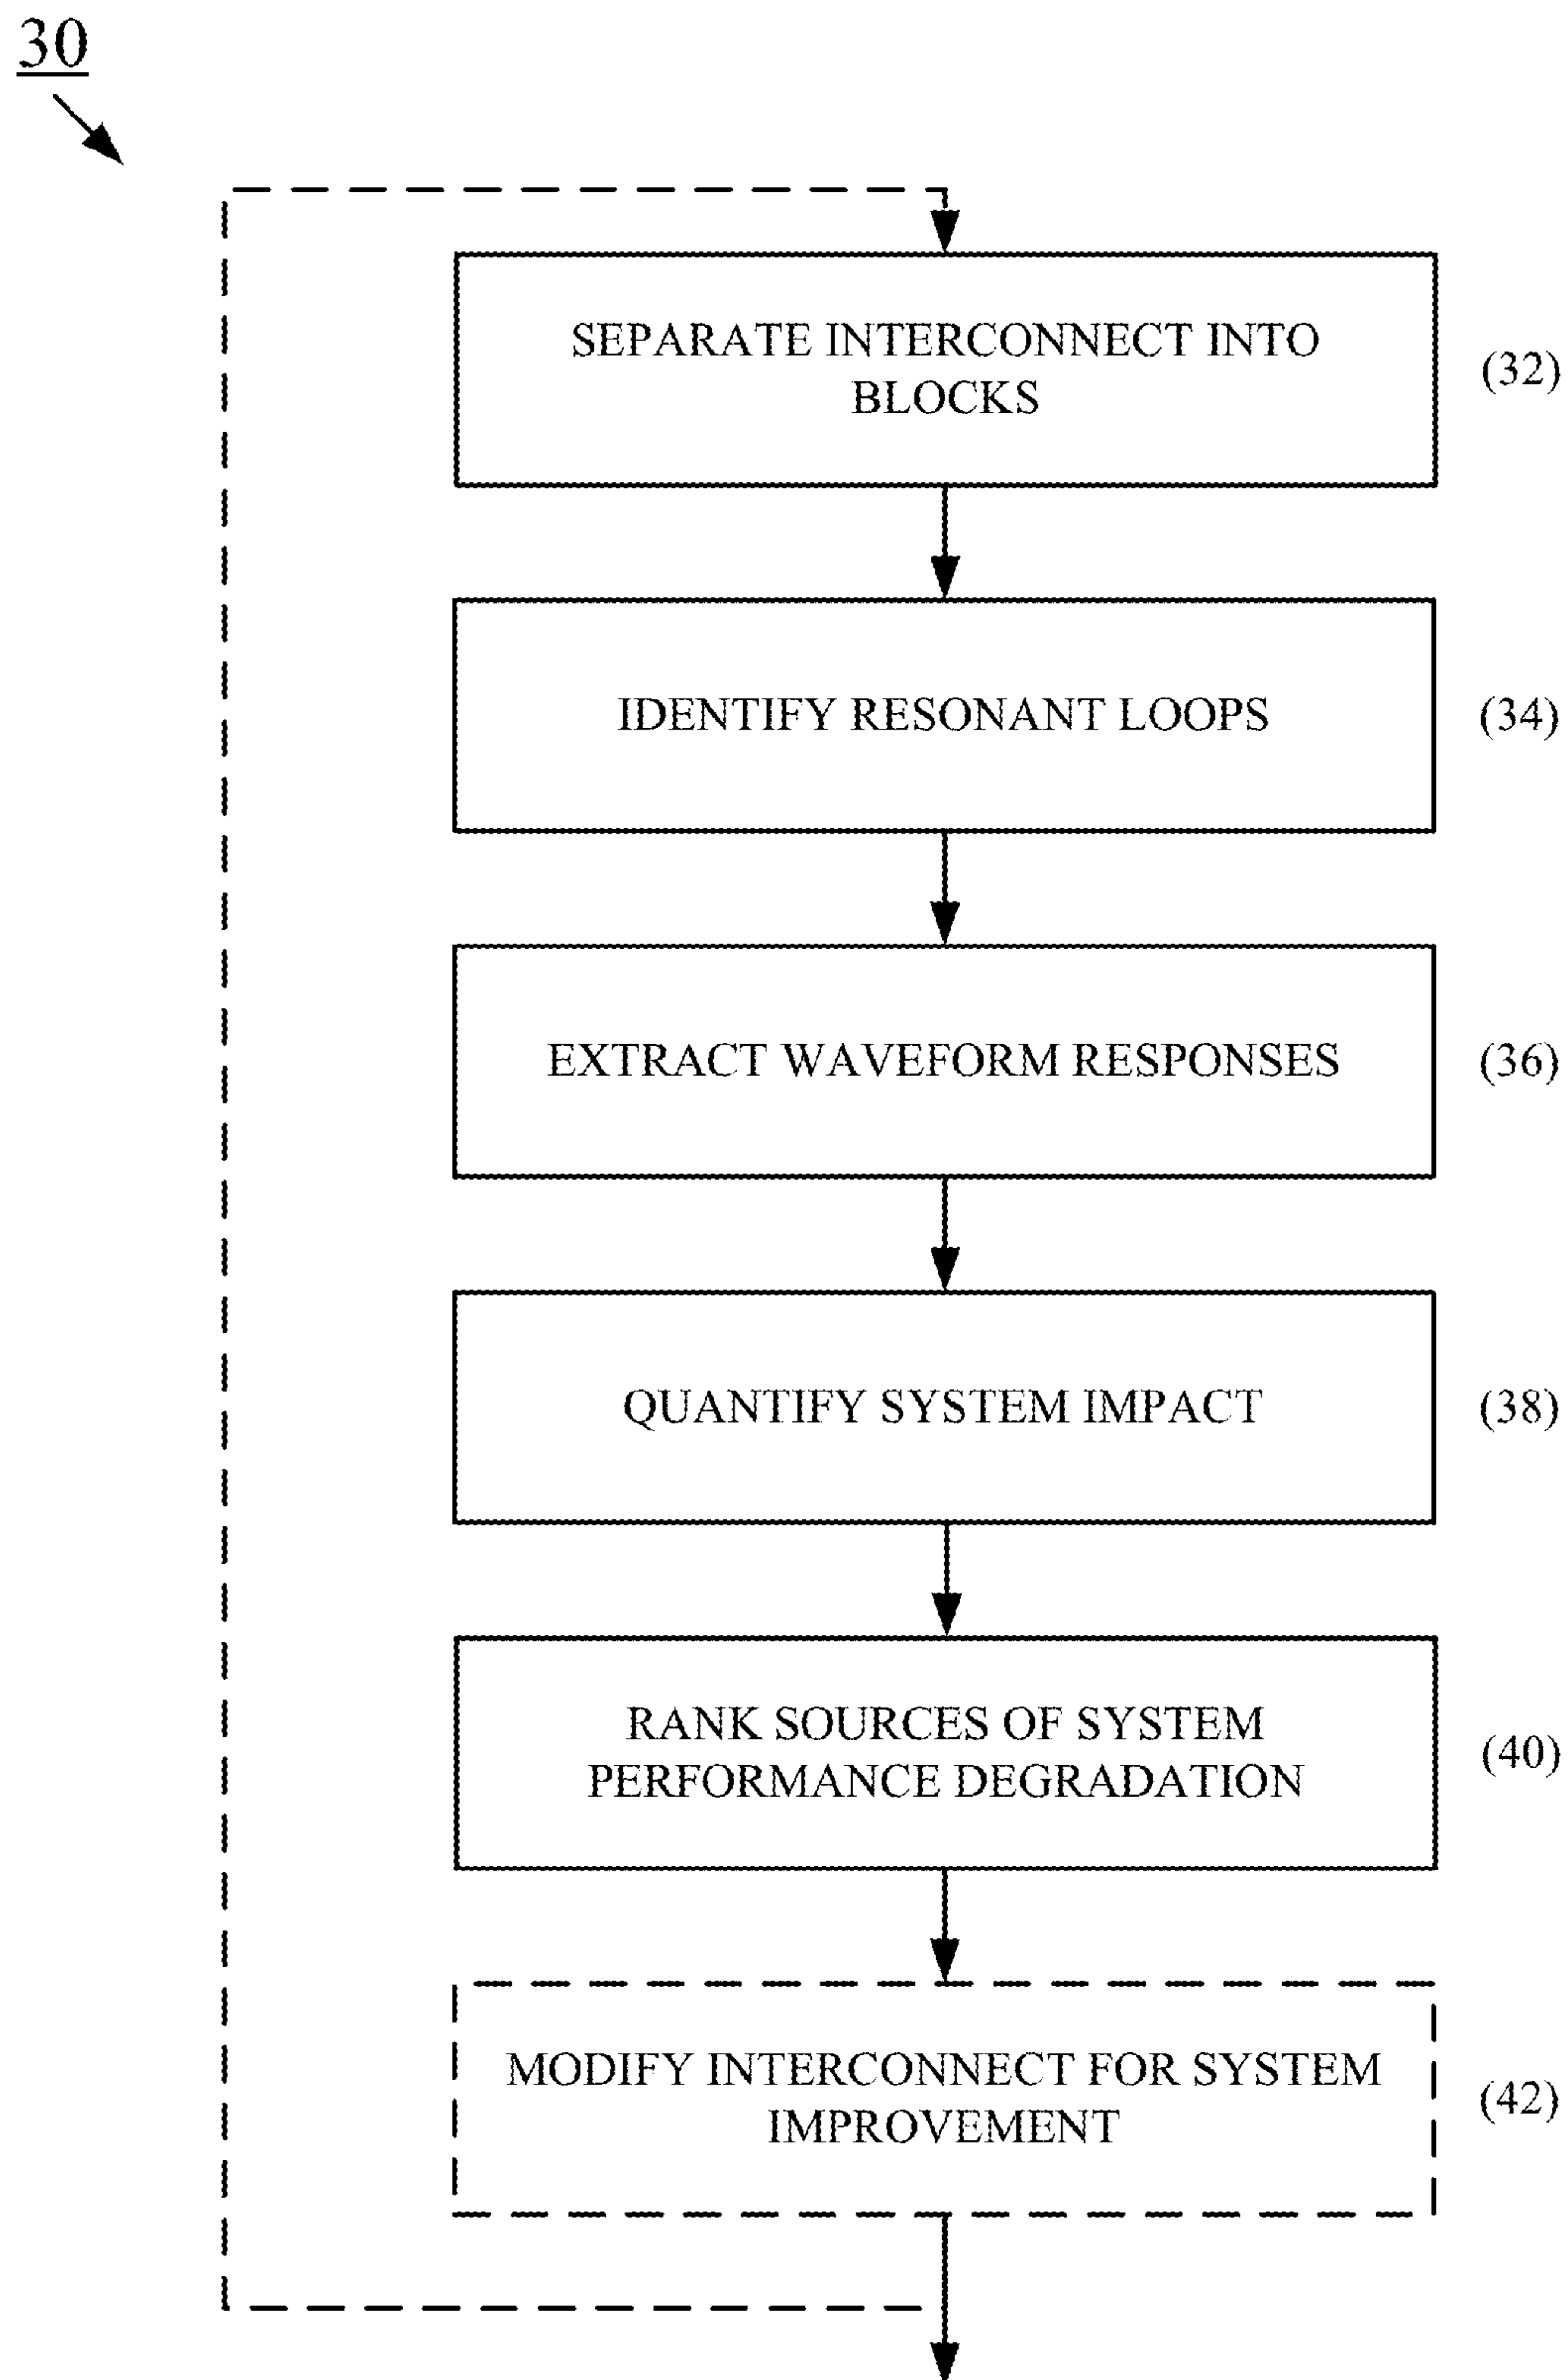 30
SEPARATE INTERCONNECT INTO
BLOCKS
(32)
IDENTIFY RESONANT LOOPS
(34)
EXTRACT WAVEFORM RESPONSES
(36)
QUANTIFY SYSTEM IMPACT
(38)
RANK SOURCES OF SYSTEM
PERFORMANCE DEGRADATION
(40)
MODIFY INTERCONNECT FOR SYSTEM
IMPROVEMENT
(42)